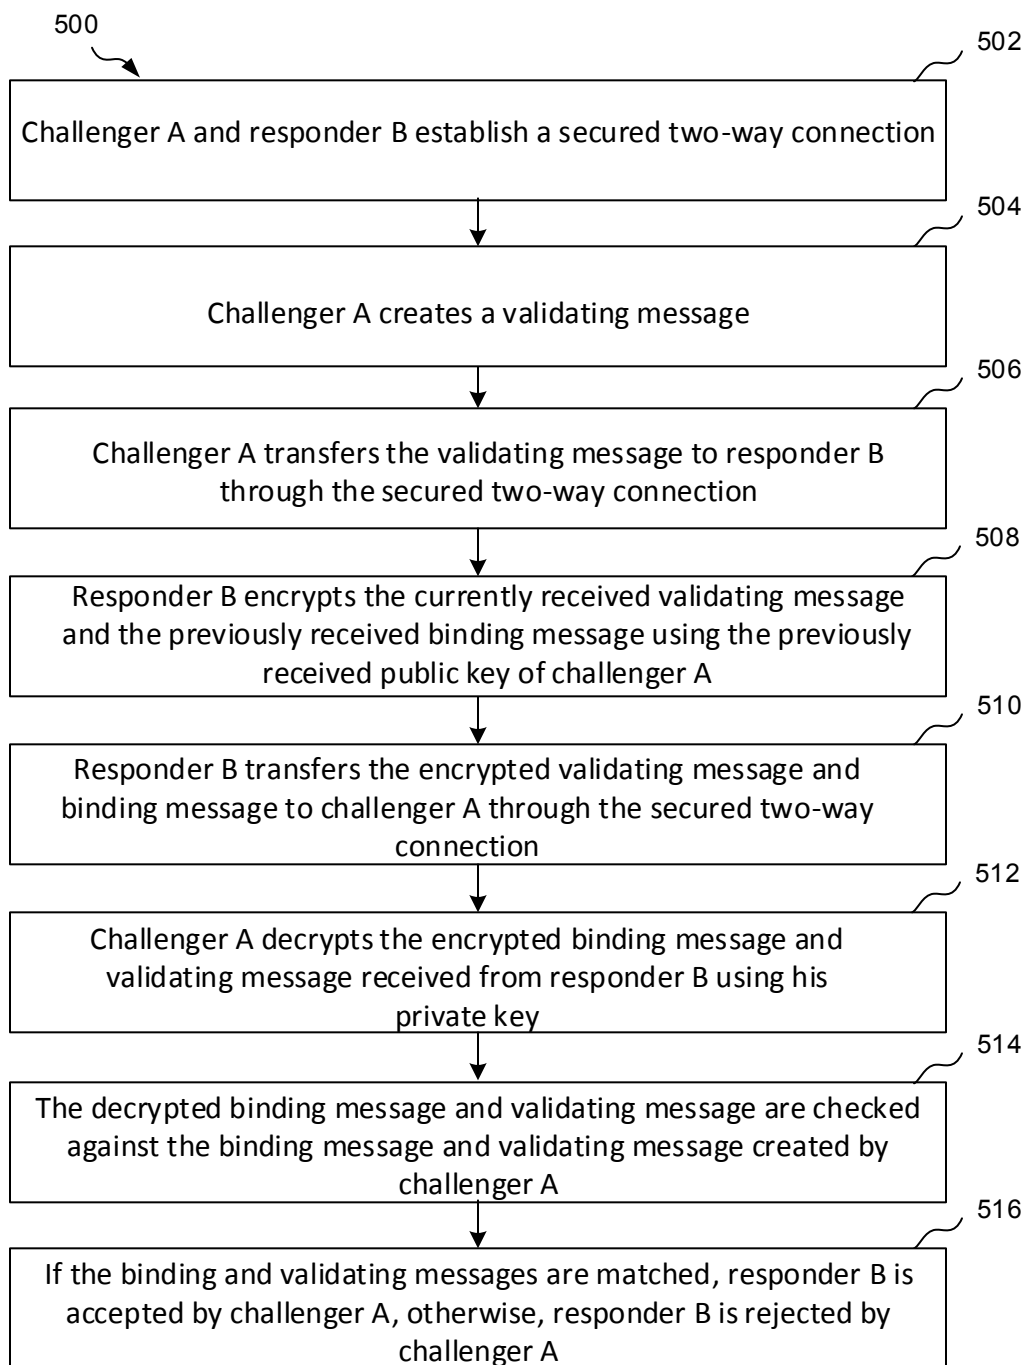 500
502
Challenger A and responder B establish a secured two-way connection
504
Challenger A creates a validating message
506
Challenger A transfers the validating message to responder B
through the secured two-way connection
508
Responder B encrypts the currently received validating message
and the previously received binding message using the previously
received public key of challenger A
510
Responder B transfers the encrypted validating message and
binding message to challenger A through the secured two-way
connection
512
Challenger A decrypts the encrypted binding message and
validating message received from responder B using his
private key
514
The decrypted binding message and validating message are checked
against the binding message and validating message created by
challenger A
516
If the binding and validating messages are matched, responder B is
accepted by challenger A, otherwise, responder B is rejected by
challenger A